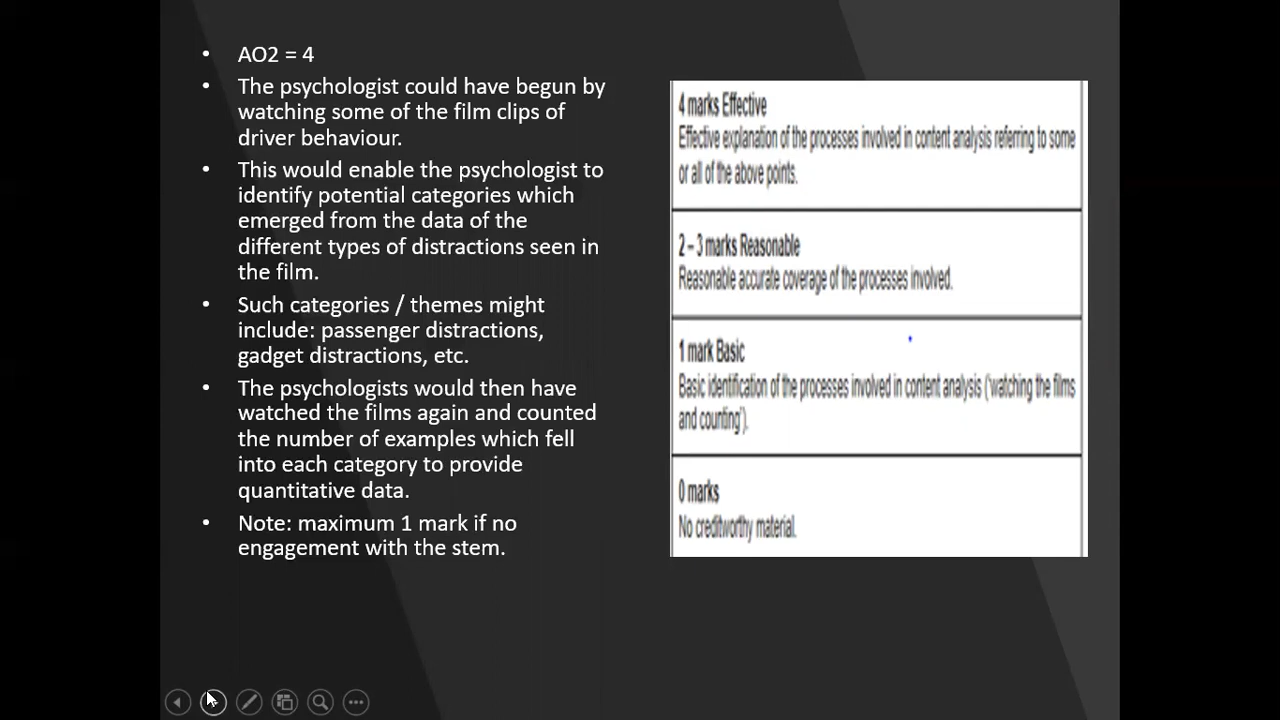 AO2 = 4
The psychologist could have begun by
watching some of the film clips of
driver behaviour.
This would enable the psychologist to
identify potential categories which
emerged from the data of the
different types of distractions seen in
the film.
Such categories / themes might
include: passenger distractions,
gadget distractions, etc.
The psychologists would then have
watched the films again and counted
the number of examples which fell
into each category to provide
quantitative data.
Note: maximum 1 mark if no
engagement with the stem.
4 marks Effective
Effective explanation of the processes involved in content analysis referring to some
or all of the above points.
2 – 3 marks Reasonable
Reasonable accurate coverage of the processes involved.
1 mark Basic
Basic identification of the processes involved in content analysis ('watching the films
and counting').
0 marks
No creditworthy material.